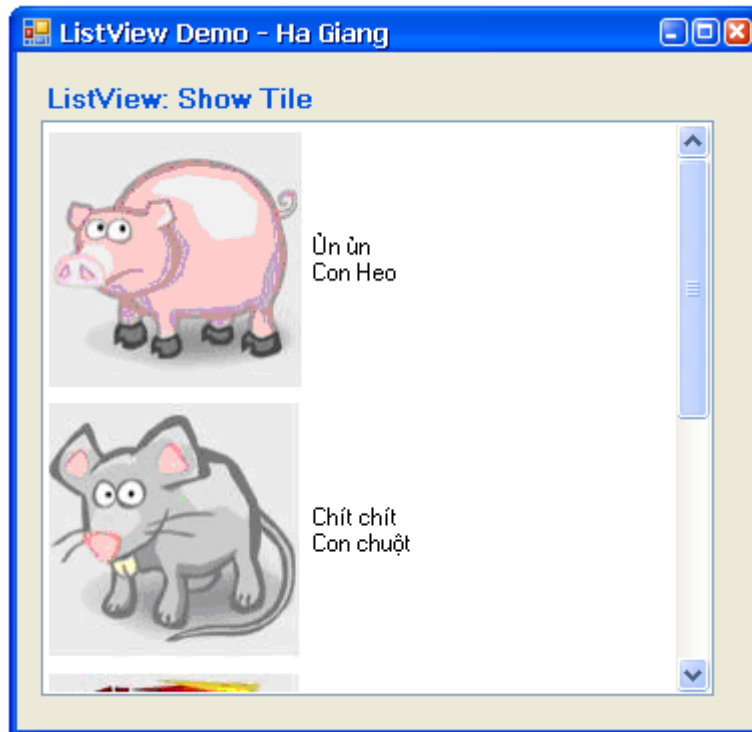 ListView Demo - Ha Giang
ListView: Show Tile
Ủn ủn
Con Heo
Chít chít
Con chuột